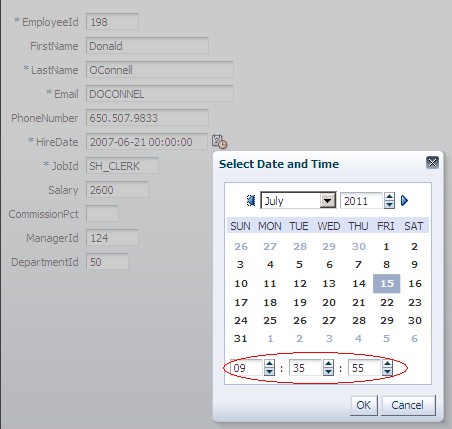 * EmployeeId 198
FirstName Donald
* LastName OConnell
* Email DOCONNEL
PhoneNumber 650.507.9833
* HireDate 2007-06-21 00:00:00
* JobId SH_CLERK
Salary 2600
CommissionPct
ManagerId 124
DepartmentId 50
Select Date and Time
July 2011
SUN MON TUE WED THU FRI SAT
26 27 28 29 30 1 2
3 4 5 6 7 8 9
10 11 12 13 14 15 16
17 18 19 20 21 22 23
24 25 26 27 28 29 30
31 1 2 3 4 5 6
09 : 35 : 55
OK Cancel